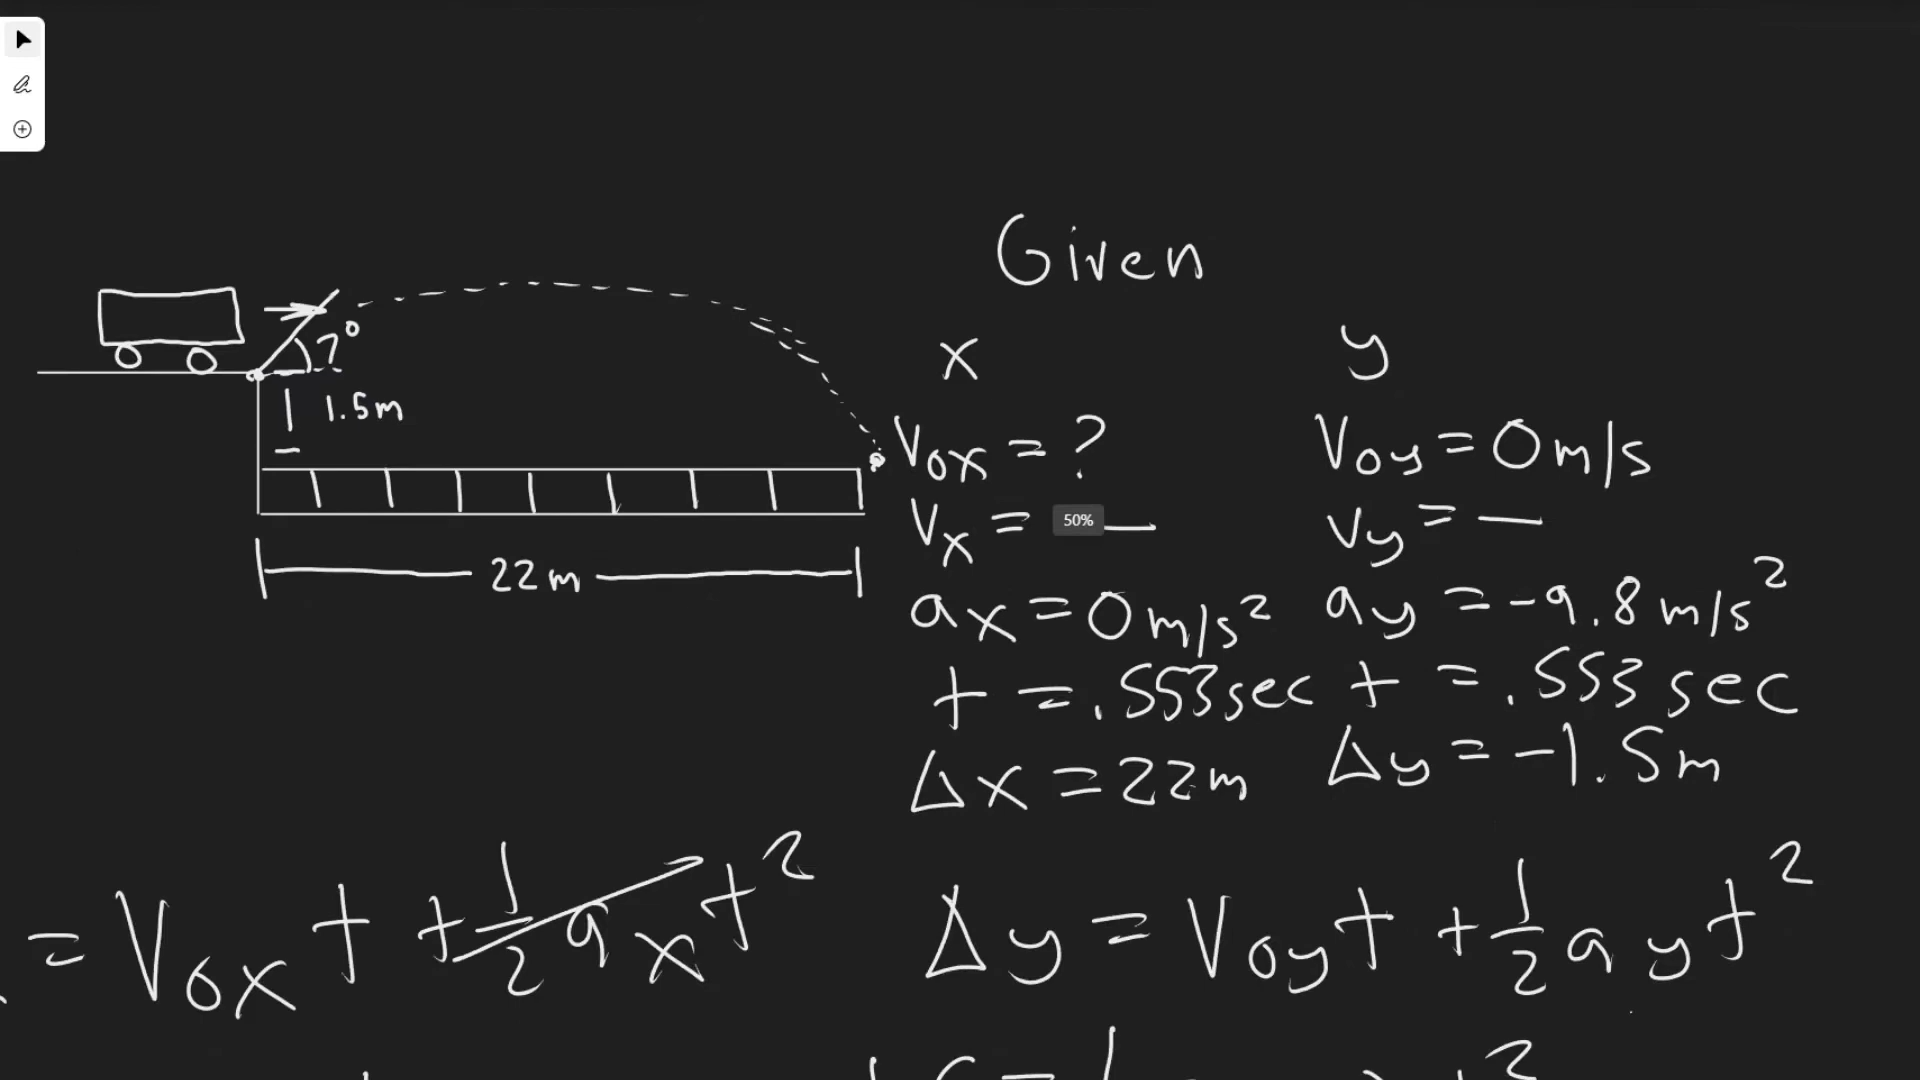 Given
x y
Vox = ? Voy = 0 m/s
Vx = — Vy = —
50%
ax = 0 m/s² ay = -9.8 m/s²
t = .553 sec t = .553 sec
Δx = 22m Δy = -1.5m
7°
1.5m
22m
= Vox t + 1/2 ax t² Δy = Voy t + 1/2 ay t²